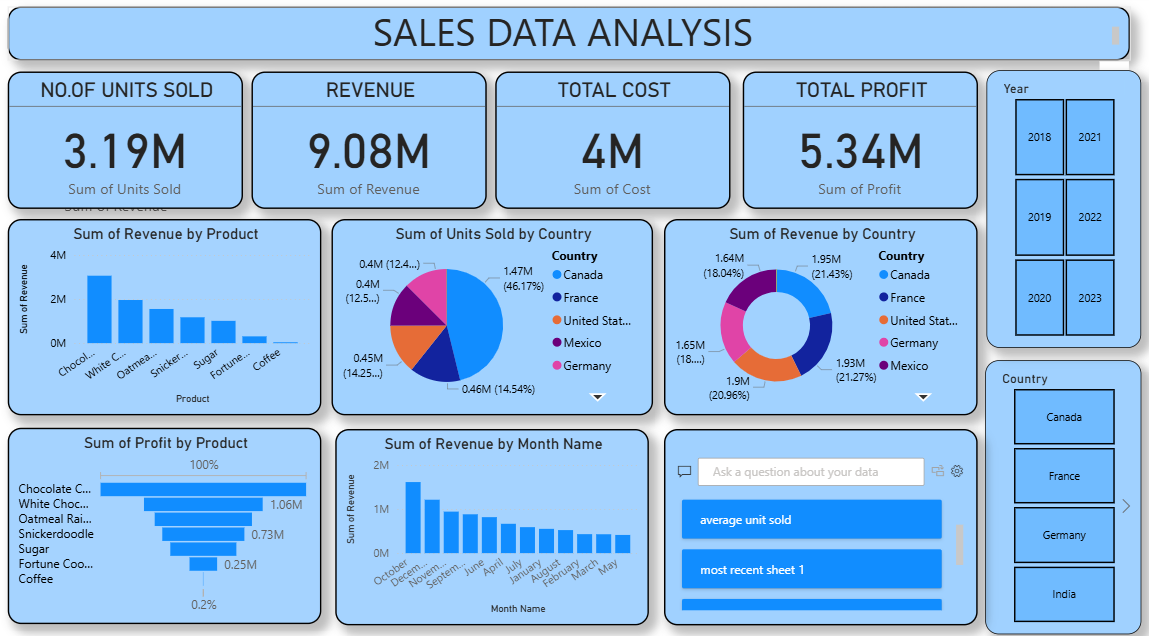 SALES DATA ANALYSIS
NO.OF UNITS SOLD
3.19M
Sum of Units Sold
Sum of Revenue
REVENUE
9.08M
Sum of Revenue
TOTAL COST
4M
Sum of Cost
TOTAL PROFIT
5.34M
Sum of Profit
Year
2018 2021
2019 2022
2020 2023
Sum of Revenue by Product
Sum of Revenue
4M
2M
0M
Chocol...
White C...
Oatmea...
Snicker...
Sugar
Fortune...
Coffee
Product
Sum of Units Sold by Country
1.47M
(46.17%)
0.46M (14.54%)
0.45M
(14.25...)
0.4M
(12.5...)
0.4M (12.4...)
Country
Canada
France
United Stat...
Mexico
Germany
Sum of Revenue by Country
1.95M
(21.43%)
1.93M
(21.27%)
1.9M
(20.96%)
1.65M
(18....)
1.64M
(18.04%)
Country
Canada
France
United Stat...
Germany
Mexico
Country
Canada
France
Germany
India
Sum of Profit by Product
100%
Chocolate C...
White Choc... 1.06M
Oatmeal Rai...
Snickerdoodle 0.73M
Sugar
Fortune Coo... 0.25M
Coffee
0.2%
Sum of Revenue by Month Name
Sum of Revenue
2M
1M
0M
October
Decem...
Novem...
Septem...
June
April
July
January
August
February
March
May
Month Name
Ask a question about your data
average unit sold
most recent sheet 1